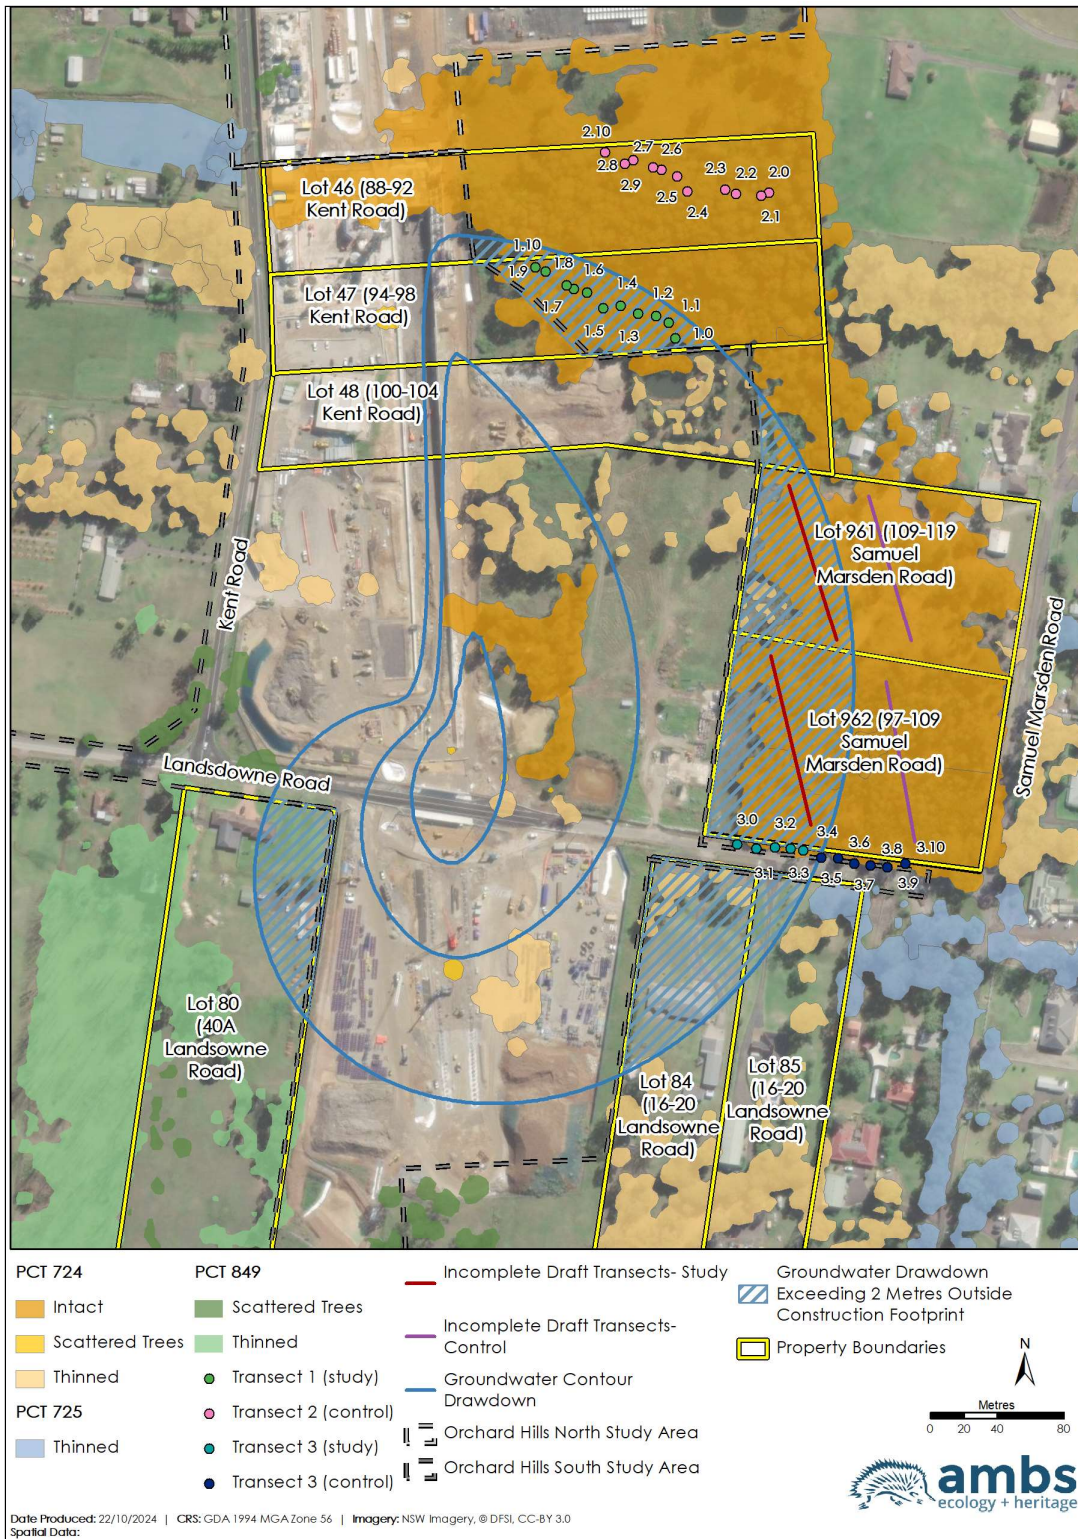 2.10
2.7
2.6
2.8
2.3
2.2
2.0
2.9
2.5
2.4
2.1
Lot 46 (88-92
Kent Road)
1.10
1.9
1.8
1.6
Lot 47 (94-98
Kent Road)
1.4
1.2
1.7
1.1
1.5
1.3
1.0
Lot 48 (100-104
Kent Road)
Lot 961 (109-119
Samuel
Marsden Road)
Kent Road
Samuel Marsden Road
Lot 962 (97-109
Samuel
Marsden Road)
Landsdowne Road
3.0
3.2
3.4
3.6
3.8
3.10
3.1
3.3
3.5
3.7
3.9
Lot 80
(40A
Landsowne
Road)
Lot 84
(16-20
Landsowne
Road)
Lot 85
(16-20
Landsowne
Road)
PCT 724
Intact
Scattered Trees
Thinned
PCT 725
Thinned
PCT 849
Scattered Trees
Thinned
Transect 1 (study)
Transect 2 (control)
Transect 3 (study)
Transect 3 (control)
Incomplete Draft Transects- Study
Incomplete Draft Transects-
Control
Groundwater Contour
Drawdown
Orchard Hills North Study Area
Orchard Hills South Study Area
Groundwater Drawdown
Exceeding 2 Metres Outside
Construction Footprint
Property Boundaries
N
Metres
0 20 40 80
ambs
ecology + heritage
Date Produced: 22/10/2024 | CRS: GDA 1994 MGA Zone 56 | Imagery: NSW Imagery, © DFSI, CC-BY 3.0
Spatial Data: